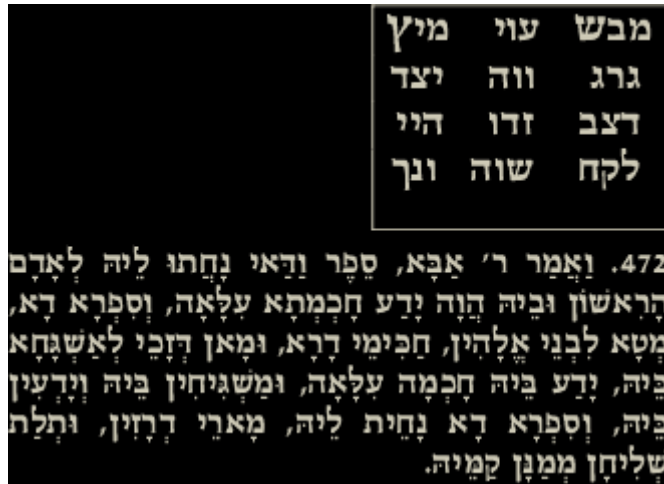 מבש עוי מיץ
גרג ווה יצד
דצב זדו היי
לקח שוה ונך
472. וַאֲמַר ר׳ אַבָּא, סֵפֶר וַדַּאי נָחֲתוּ לֵיהּ לְאָדָם
הָרִאשׁוֹן וּבֵיהּ הֲוָה יָדַע חָכְמְתָא עִלָּאָה, וְסִפְרָא דָא,
מְטָא לִבְנֵי אֱלָהִין, חַכִּימֵי דָרָא, וּמָאן דְּזָכֵי לְאַשְׁגָּחָא
בֵּיהּ, יָדַע בֵּיהּ חָכְמָה עִלָּאָה, וּמַשְׁגִּיחִין בֵּיהּ וְיָדְעִין
בֵּיהּ, וְסִפְרָא דָא נָחֵית לֵיהּ, מָארֵי דְרָזִין, וּתְלַת
שְׁלִיחָן מְמַנָּן קַמֵּיהּ.